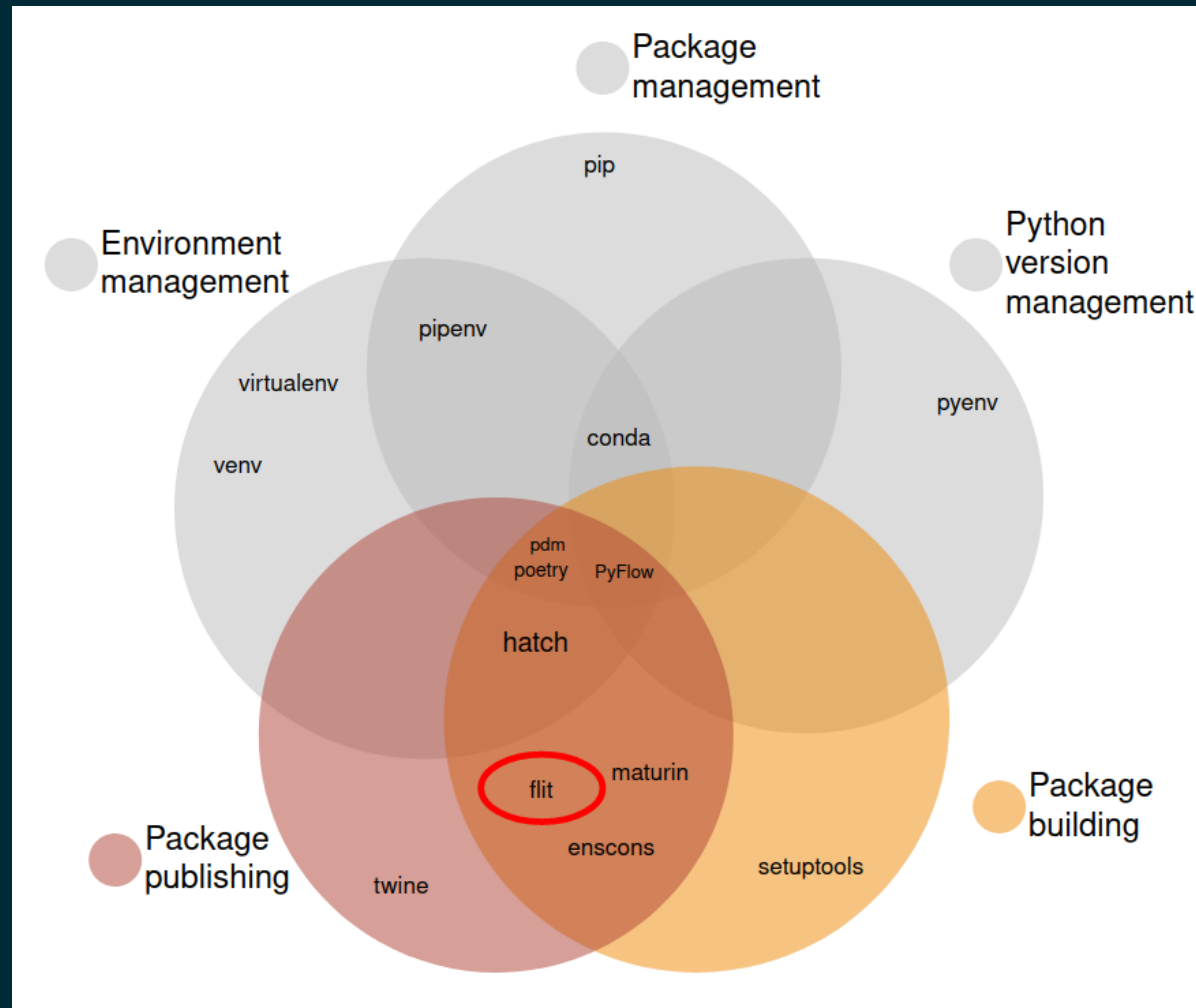 Package
management
pip
Environment
management
Python
version
management
pipenv
virtualenv
pyenv
conda
venv
pdm
poetry
PyFlow
hatch
maturin
flit
enscons
Package
building
Package
publishing
setuptools
twine